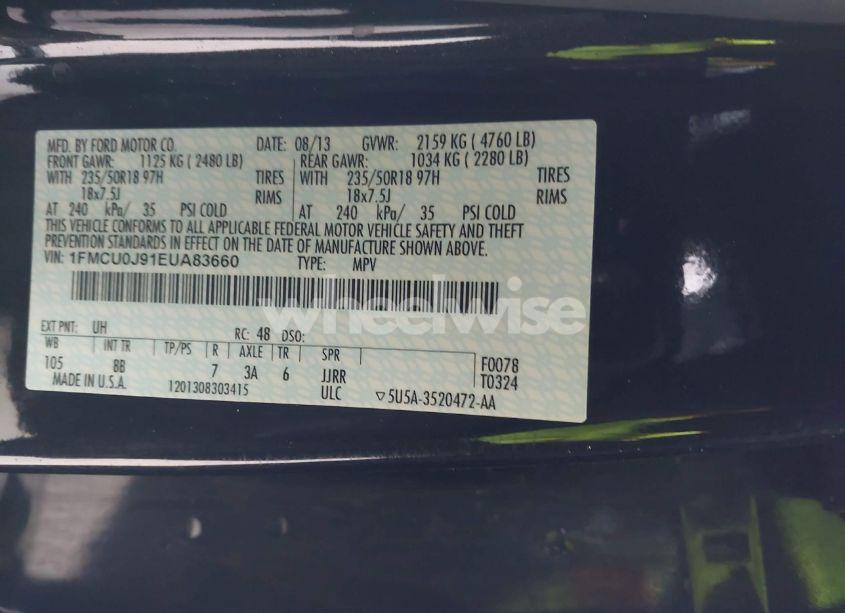 MFD. BY FORD MOTOR CO. DATE: 08/13 GVWR: 2159 KG ( 4760 LB)
FRONT GAWR: 1125 KG ( 2480 LB) REAR GAWR: 1034 KG ( 2280 LB)
WITH 235/50R18 97H TIRES WITH 235/50R18 97H TIRES
18x7.5J RIMS 18x7.5J RIMS
AT 240 kPa/ 35 PSI COLD AT 240 kPa/ 35 PSI COLD
THIS VEHICLE CONFORMS TO ALL APPLICABLE FEDERAL MOTOR VEHICLE SAFETY AND THEFT
PREVENTION STANDARDS IN EFFECT ON THE DATE OF MANUFACTURE SHOWN ABOVE.
VIN: 1FMCU0J91EUA83660 TYPE: MPV
wheelwise
EXT PNT: UH RC: 48 DSO:
WB INT TR TP/PS R AXLE TR SPR F0078
105 8B 7 3A 6 JJRR T0324
MADE IN U.S.A. 1201308303415 ULC ▽5U5A-3520472-AA